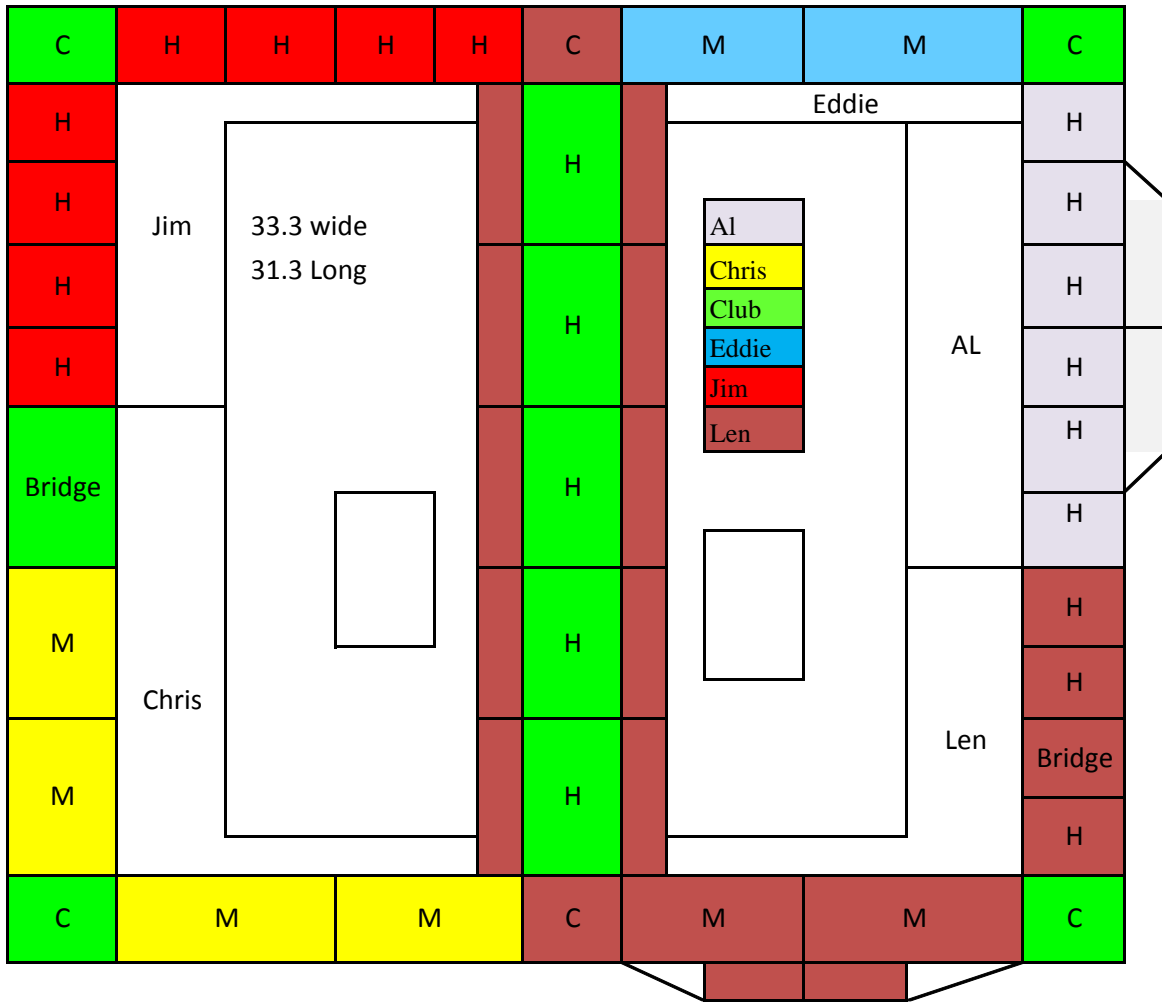 C H H H H C M M C
Eddie
H H
H
H H
Jim 33.3 wide Al
31.3 Long Chris
H H H
Club
Eddie AL
H Jim H
Len H
Bridge H
H
H
H H
M
H
Chris
Len Bridge
M H
H
C M M C M M C